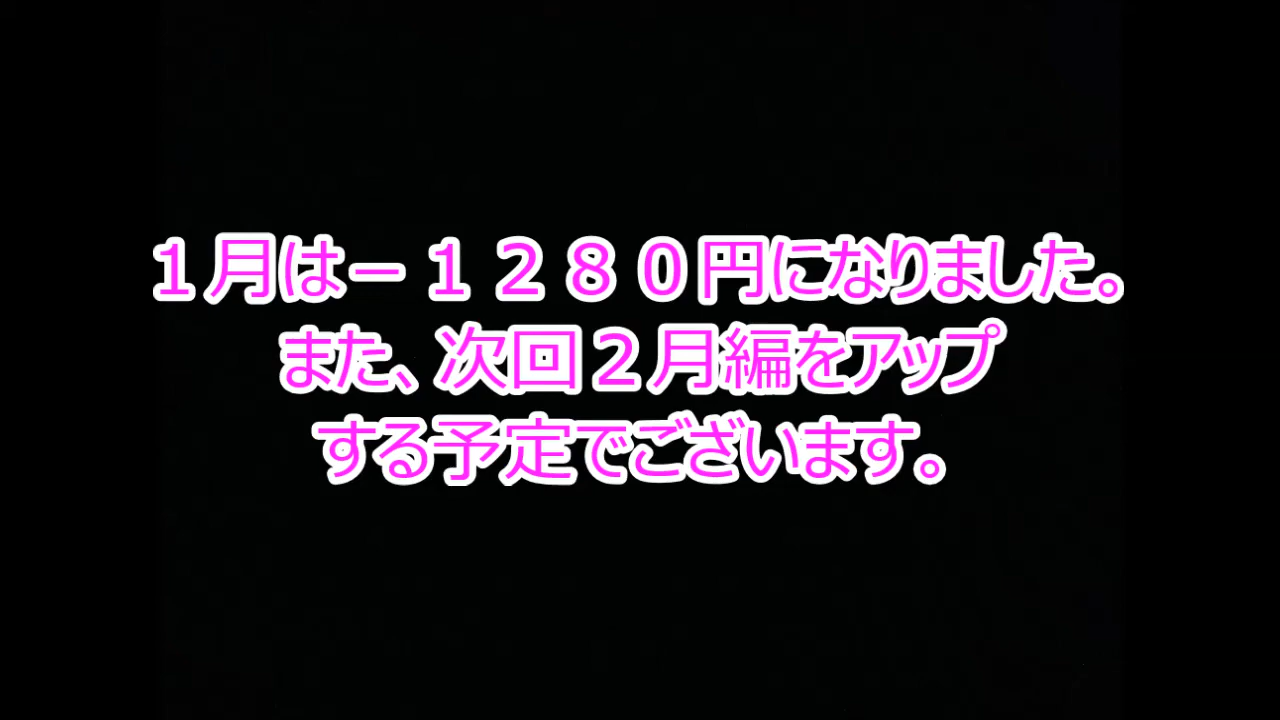 １月は－１２８０円になりました。
また、次回２月編をアップ
する予定でございます。